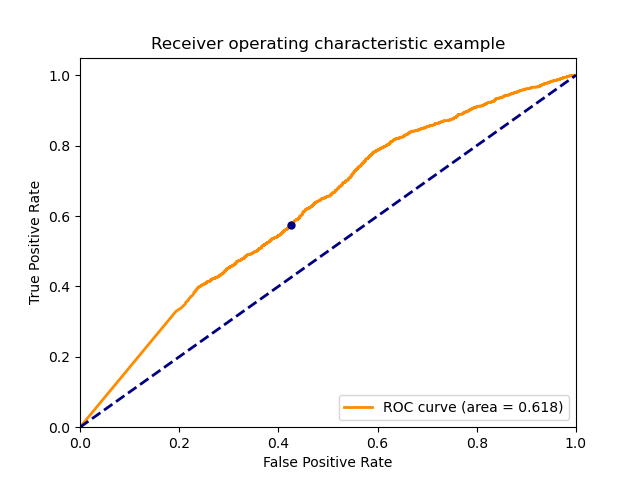 Receiver operating characteristic example
True Positive Rate
1.0
0.8
0.6
0.4
0.2
0.0
ROC curve (area = 0.618)
0.0 0.2 0.4 0.6 0.8 1.0
False Positive Rate